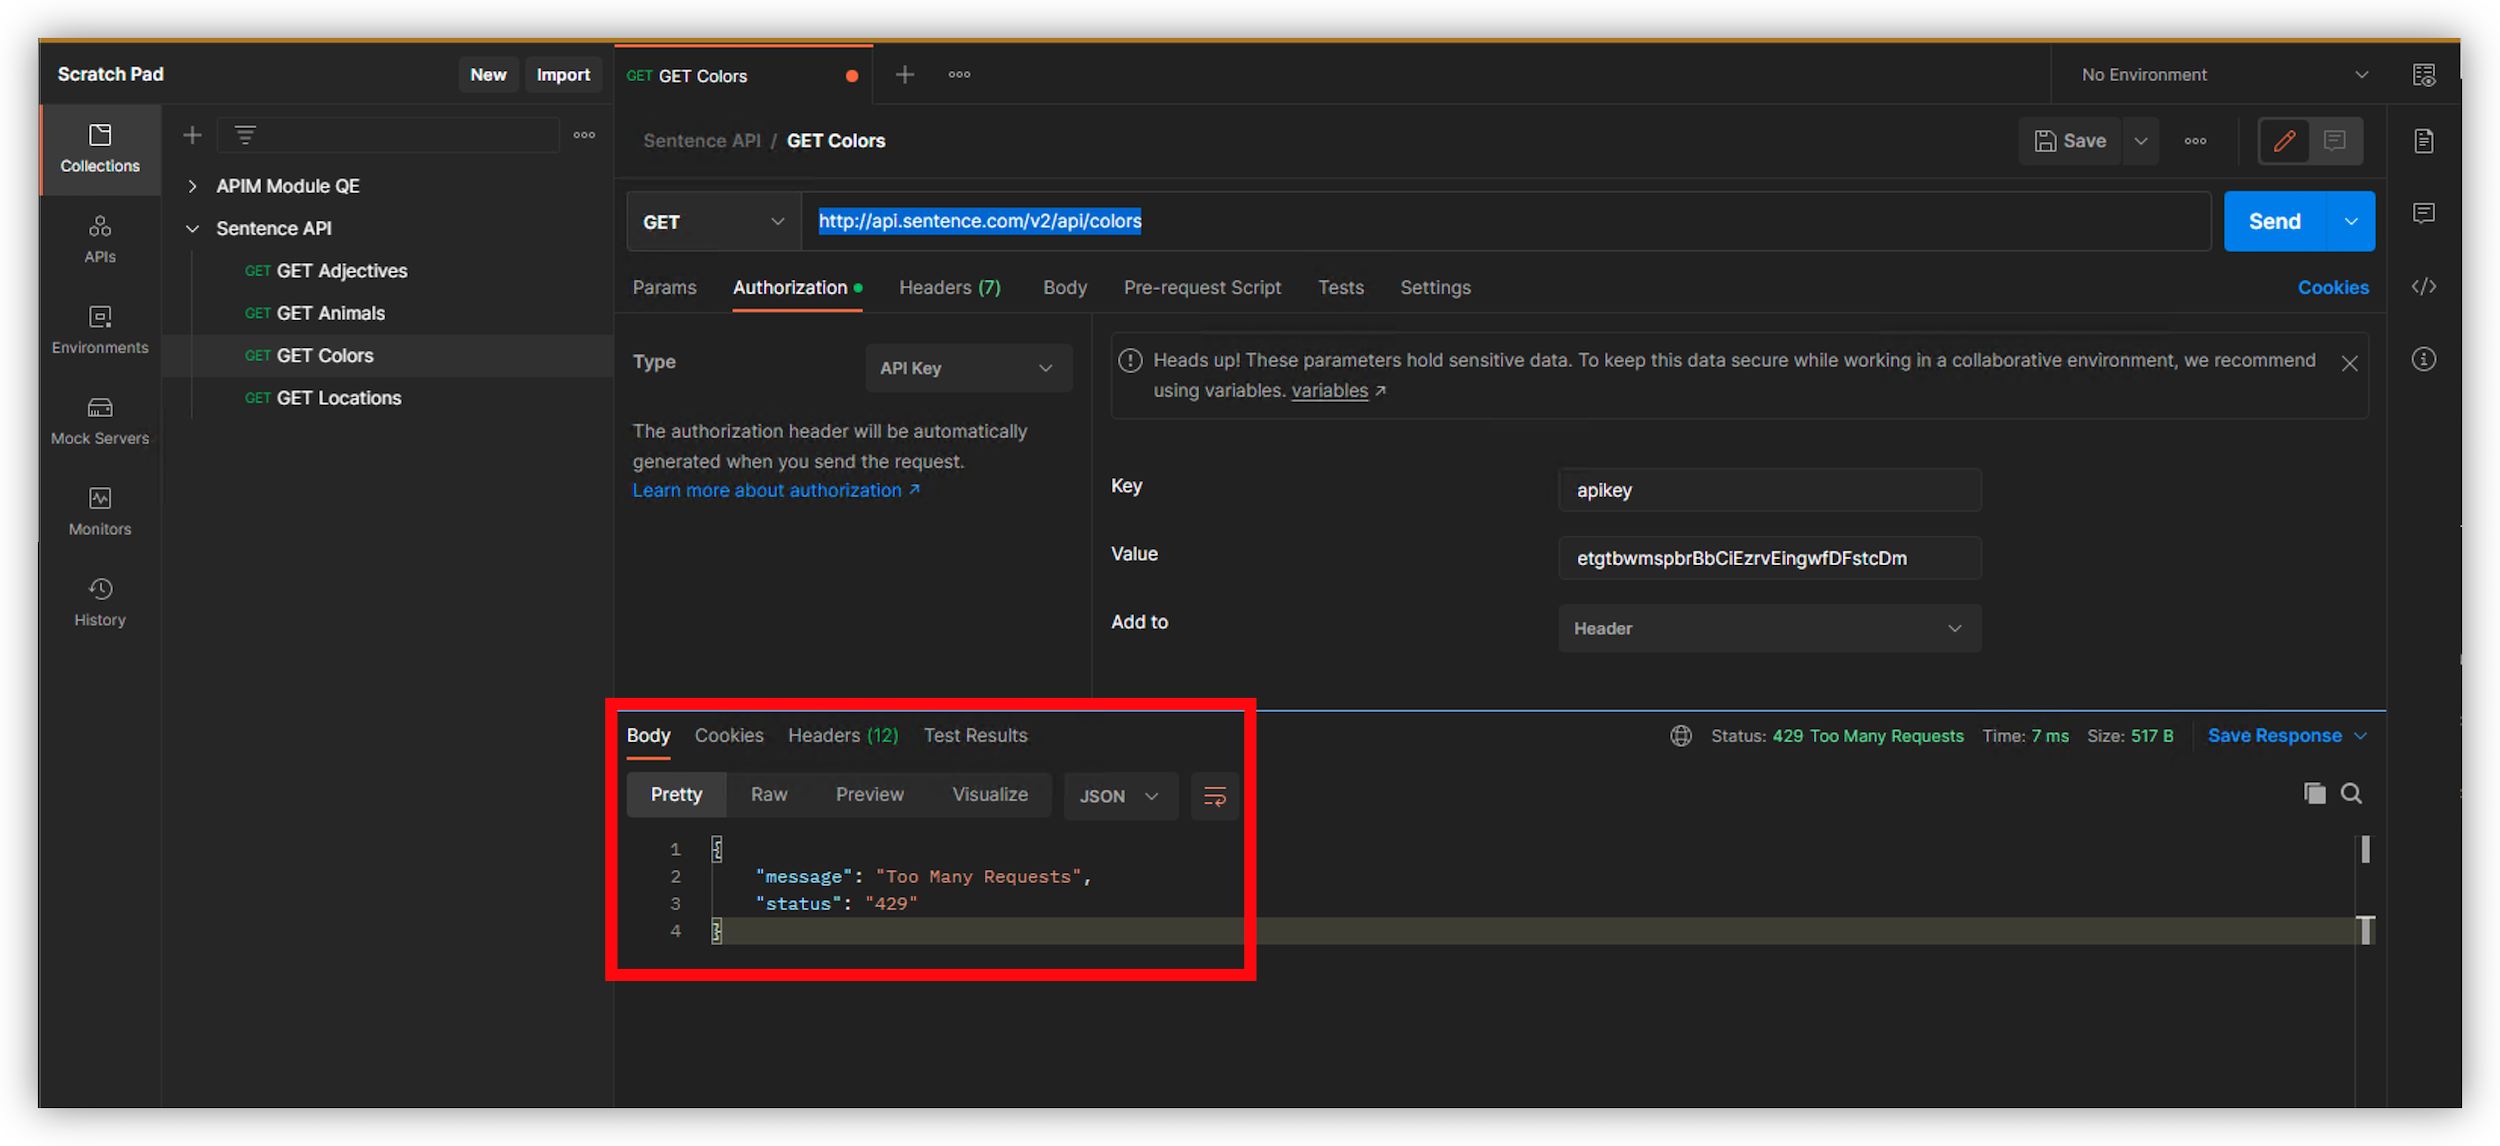 Scratch Pad
New
Import
GET GET Colors
No Environment
Collections
APIs
Environments
Mock Servers
Monitors
History
APIM Module QE
Sentence API
GET GET Adjectives
GET GET Animals
GET GET Colors
GET GET Locations
Sentence API / GET Colors
Save
GET
http://api.sentence.com/v2/api/colors
Send
Params
Authorization
Headers (7)
Body
Pre-request Script
Tests
Settings
Cookies
Type
API Key
The authorization header will be automatically
generated when you send the request.
Learn more about authorization ↗
Heads up! These parameters hold sensitive data. To keep this data secure while working in a collaborative environment, we recommend
using variables. variables ↗
Key
apikey
Value
etgtbwmspbrBbCiEzrvEingwfDFstcDm
Add to
Header
Body
Cookies
Headers (12)
Test Results
Status: 429 Too Many Requests
Time: 7 ms
Size: 517 B
Save Response
Pretty
Raw
Preview
Visualize
JSON
1 {
2 "message": "Too Many Requests",
3 "status": "429"
4 }